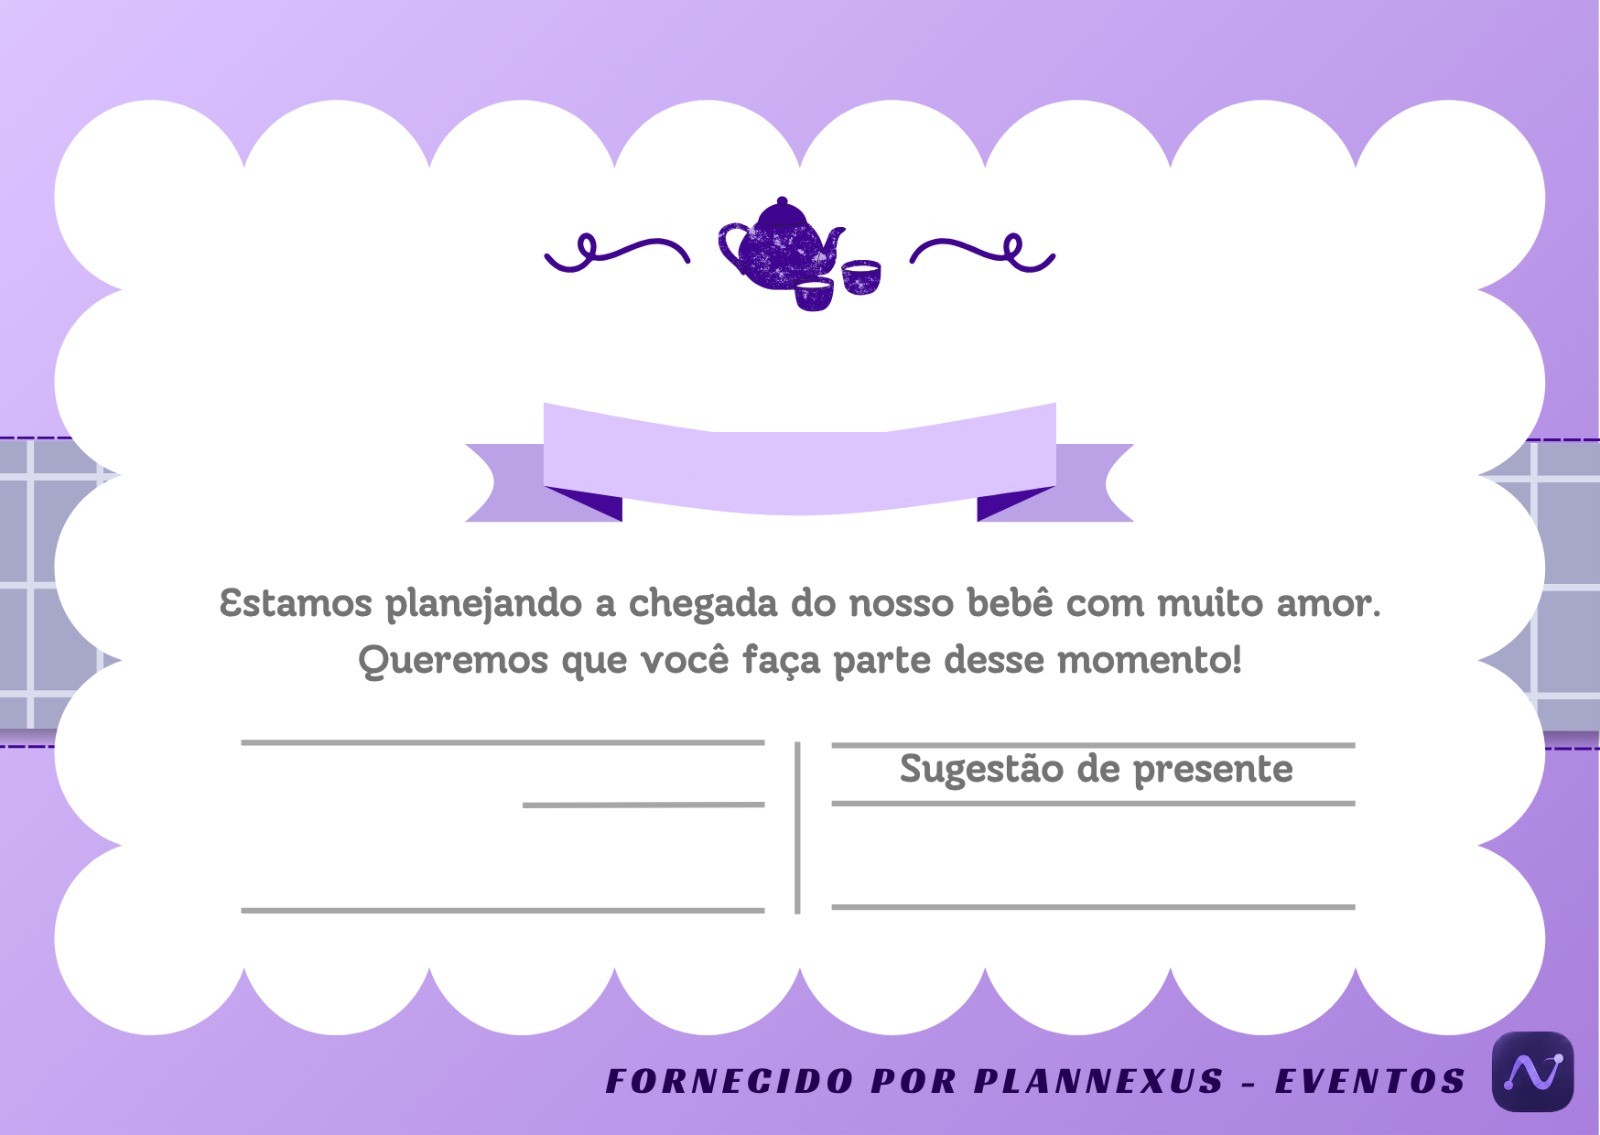 Estamos planejando a chegada do nosso bebê com muito amor.
Queremos que você faça parte desse momento!
Sugestão de presente
FORNECIDO POR PLANNEXUS - EVENTOS